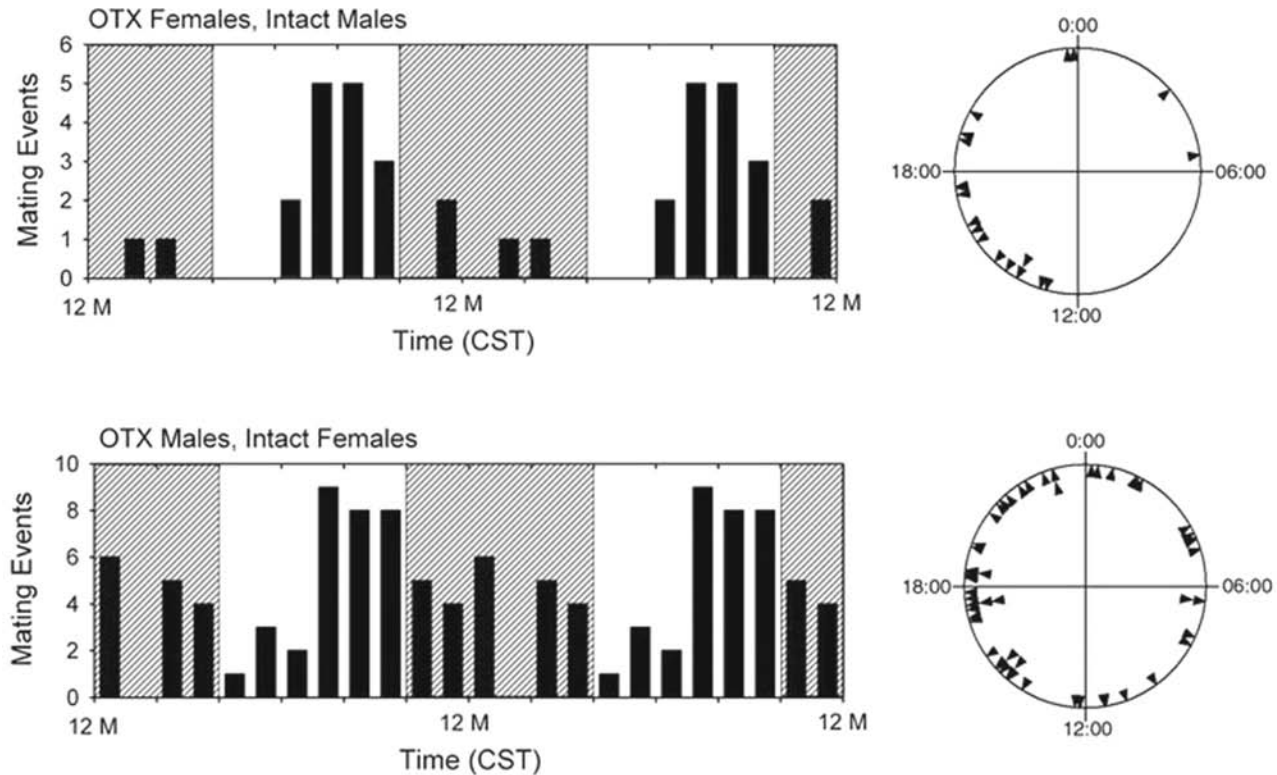 OTX Females, Intact Males
Mating Events
6
5
4
3
2
1
0
12 M
12 M
12 M
Time (CST)
0:00
18:00
06:00
12:00
OTX Males, Intact Females
Mating Events
10
8
6
4
2
0
12 M
12 M
12 M
Time (CST)
0:00
18:00
06:00
12:00